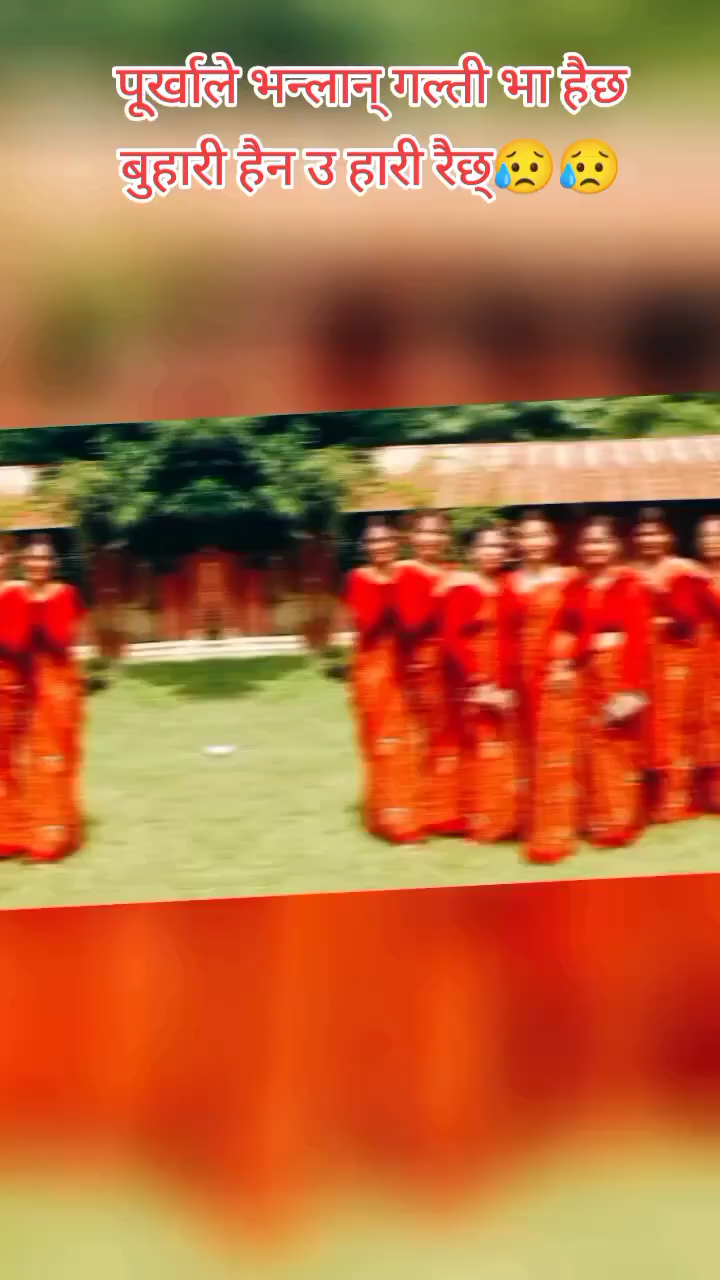 पूर्खाले भन्लान् गल्ती भा हैछ
बुहारी हैन उ हारी रैछ्😥😥